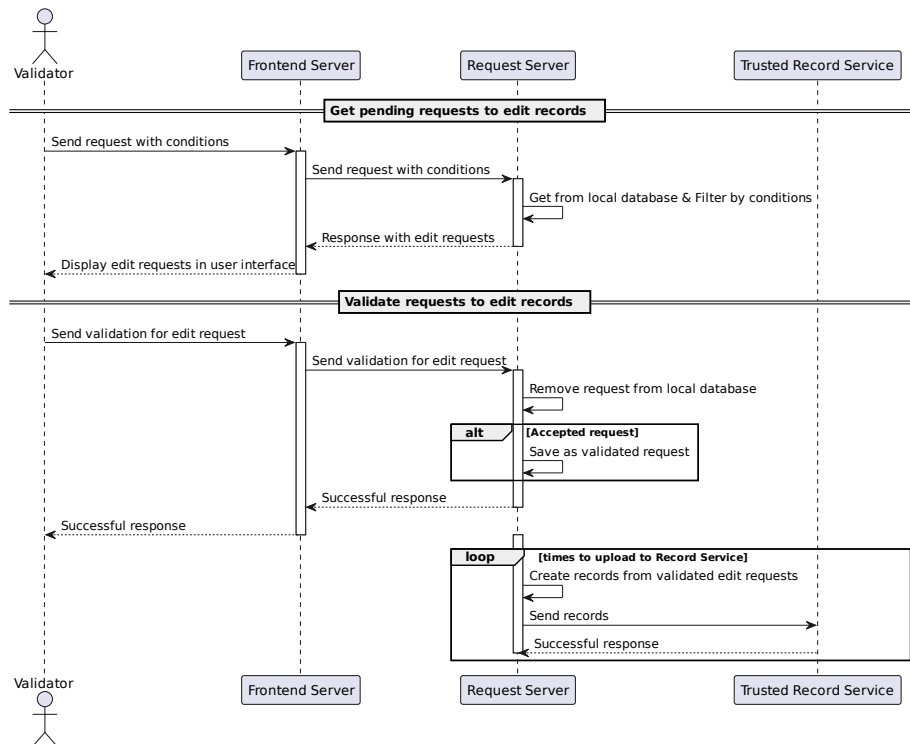 Validator
Frontend Server
Request Server
Trusted Record Service
Get pending requests to edit records
Send request with conditions
Send request with conditions
Get from local database & Filter by conditions
Response with edit requests
Display edit requests in user interface
Validate requests to edit records
Send validation for edit request
Send validation for edit request
Remove request from local database
alt
[Accepted request]
Save as validated request
Successful response
Successful response
loop
[times to upload to Record Service]
Create records from validated edit requests
Send records
Successful response
Validator
Frontend Server
Request Server
Trusted Record Service